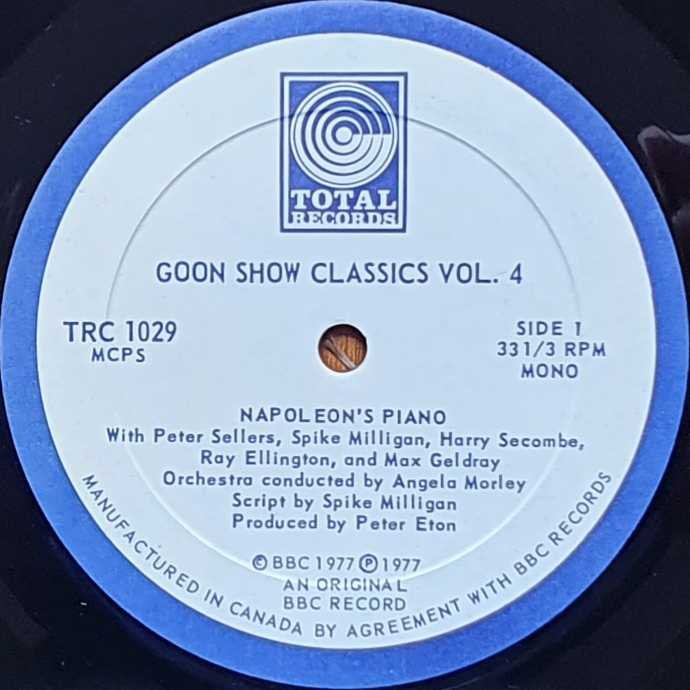 TOTAL
RECORDS
GOON SHOW CLASSICS VOL. 4
TRC 1029
MCPS
SIDE 1
33 1/3 RPM
MONO
NAPOLEON'S PIANO
With Peter Sellers, Spike Milligan, Harry Secombe,
Ray Ellington, and Max Geldray
Orchestra conducted by Angela Morley
Script by Spike Milligan
Produced by Peter Eton
© BBC 1977 ℗ 1977
AN ORIGINAL
BBC RECORD
MANUFACTURED IN CANADA BY AGREEMENT WITH BBC RECORDS